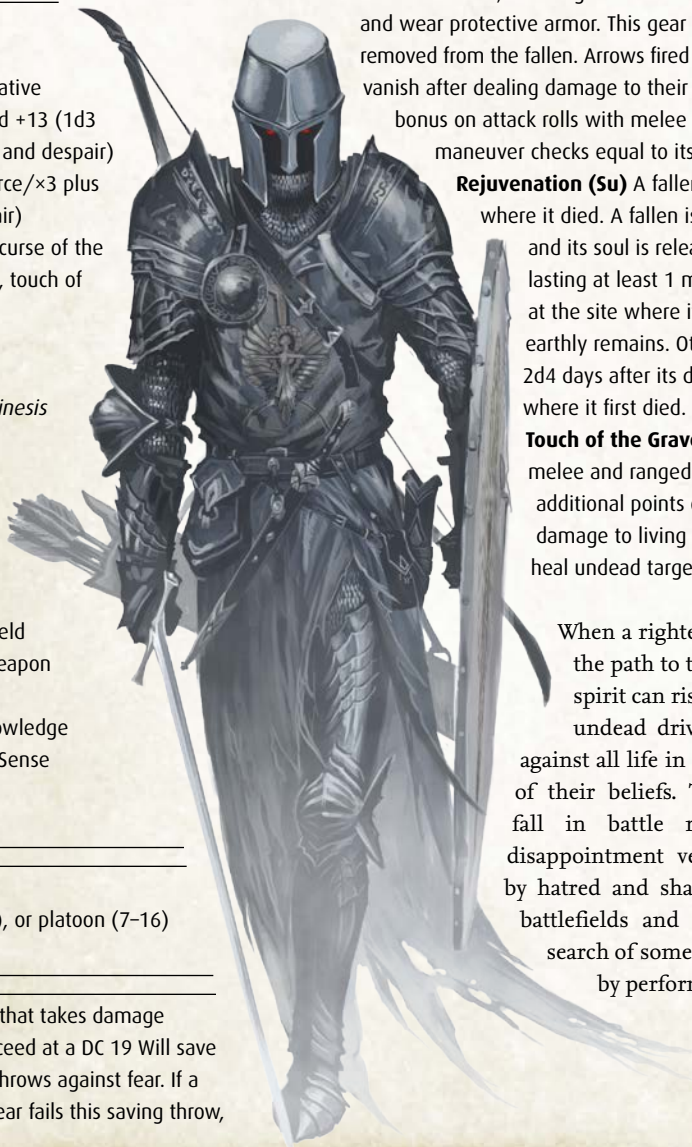 ative
d +13 (1d3
and despair)
rce/×3 plus
air)
curse of the
, touch of
inesis
eld
eapon
owledge
Sense
), or platoon (7–16)
that takes damage
ceed at a DC 19 Will save
hrows against fear. If a
ear fails this saving throw,
and wear protective armor. This gear
removed from the fallen. Arrows fired
vanish after dealing damage to their
bonus on attack rolls with melee
maneuver checks equal to its
Rejuvenation (Su) A fallen
where it died. A fallen is
and its soul is relea
lasting at least 1 m
at the site where i
earthly remains. Ot
2d4 days after its d
where it first died.
Touch of the Grave
melee and ranged
additional points o
damage to living
heal undead targe
When a righte
the path to t
spirit can ris
undead driv
against all life in
of their beliefs. T
fall in battle r
disappointment ve
by hatred and sha
battlefields and
search of some
by perform